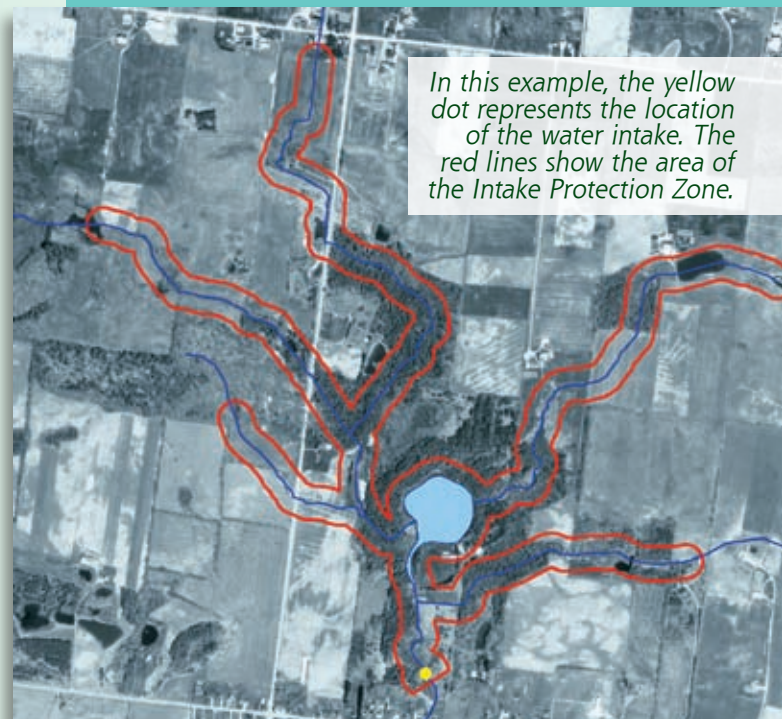 In this example, the yellow
dot represents the location
of the water intake. The
red lines show the area of
the Intake Protection Zone.